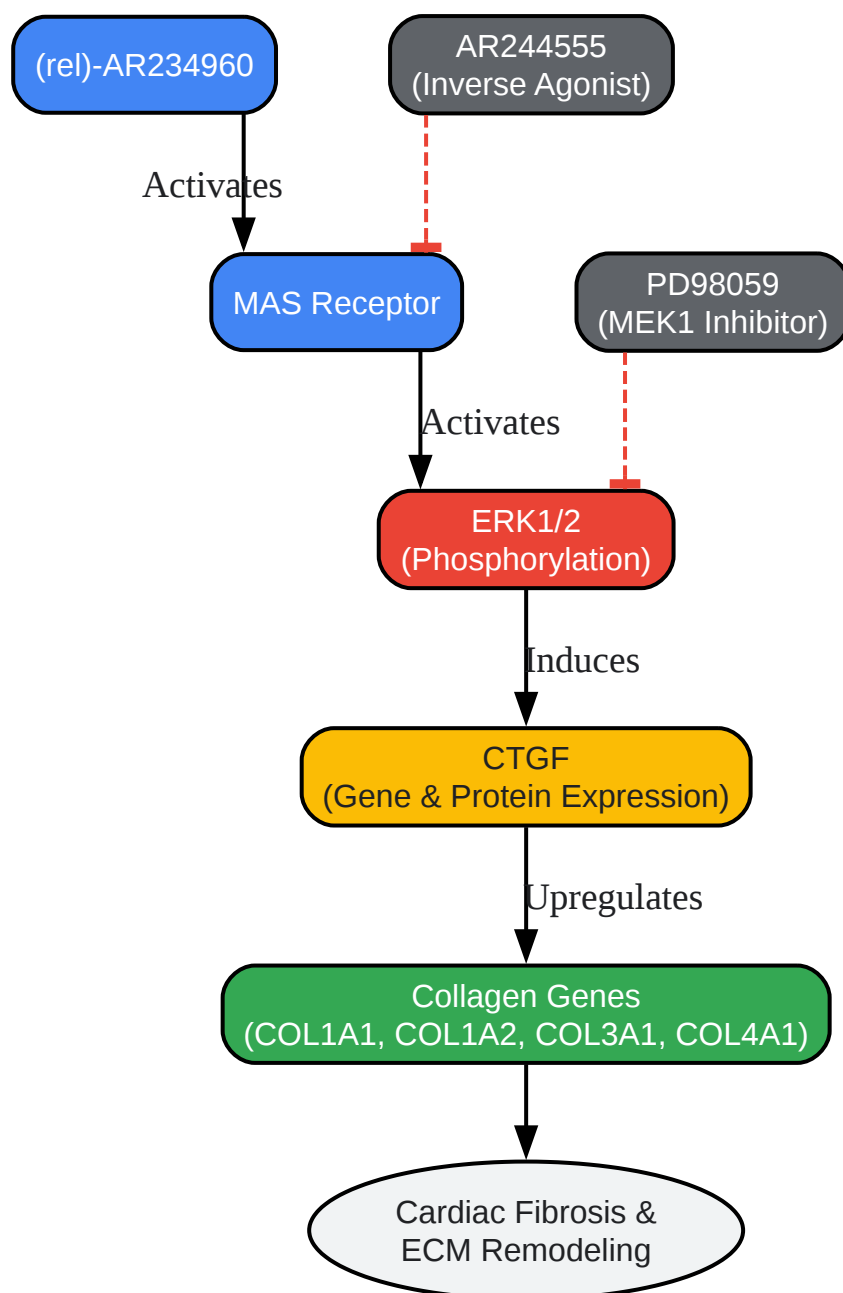 (rel)-AR234960
AR244555
(Inverse Agonist)
Activates
MAS Receptor
PD98059
(MEK1 Inhibitor)
Activates
ERK1/2
(Phosphorylation)
Induces
CTGF
(Gene & Protein Expression)
Upregulates
Collagen Genes
(COL1A1, COL1A2, COL3A1, COL4A1)
Cardiac Fibrosis &
ECM Remodeling